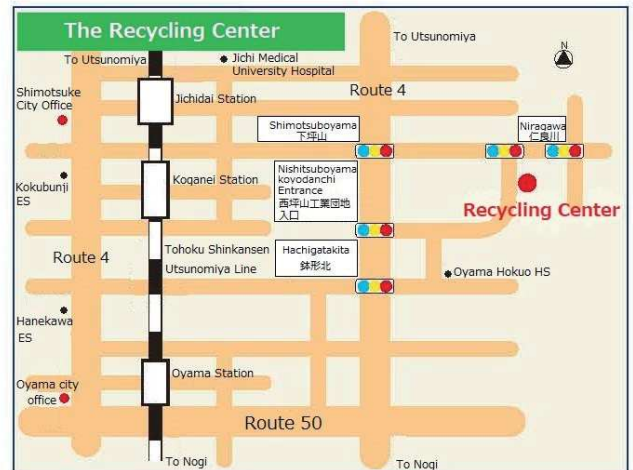 The Recycling Center
To Utsunomiya
To Utsunomiya
N
Jichi Medical
University Hospital
Route 4
Shimotsuke
City Office
Jichidai Station
Shimotsuboyama
下坪山
Niragawa
仁良川
Kokubunji
ES
Koganei Station
Nishitsuboyama
koyodanchi
Entrance
西坪山工業団地
入口
Recycling Center
Route 4
Tohoku Shinkansen
Utsunomiya Line
Hachigatakita
鉢形北
Oyama Hokuo HS
Hanekawa
ES
Oyama Station
Oyama city
office
Route 50
To Nogi
To Nogi